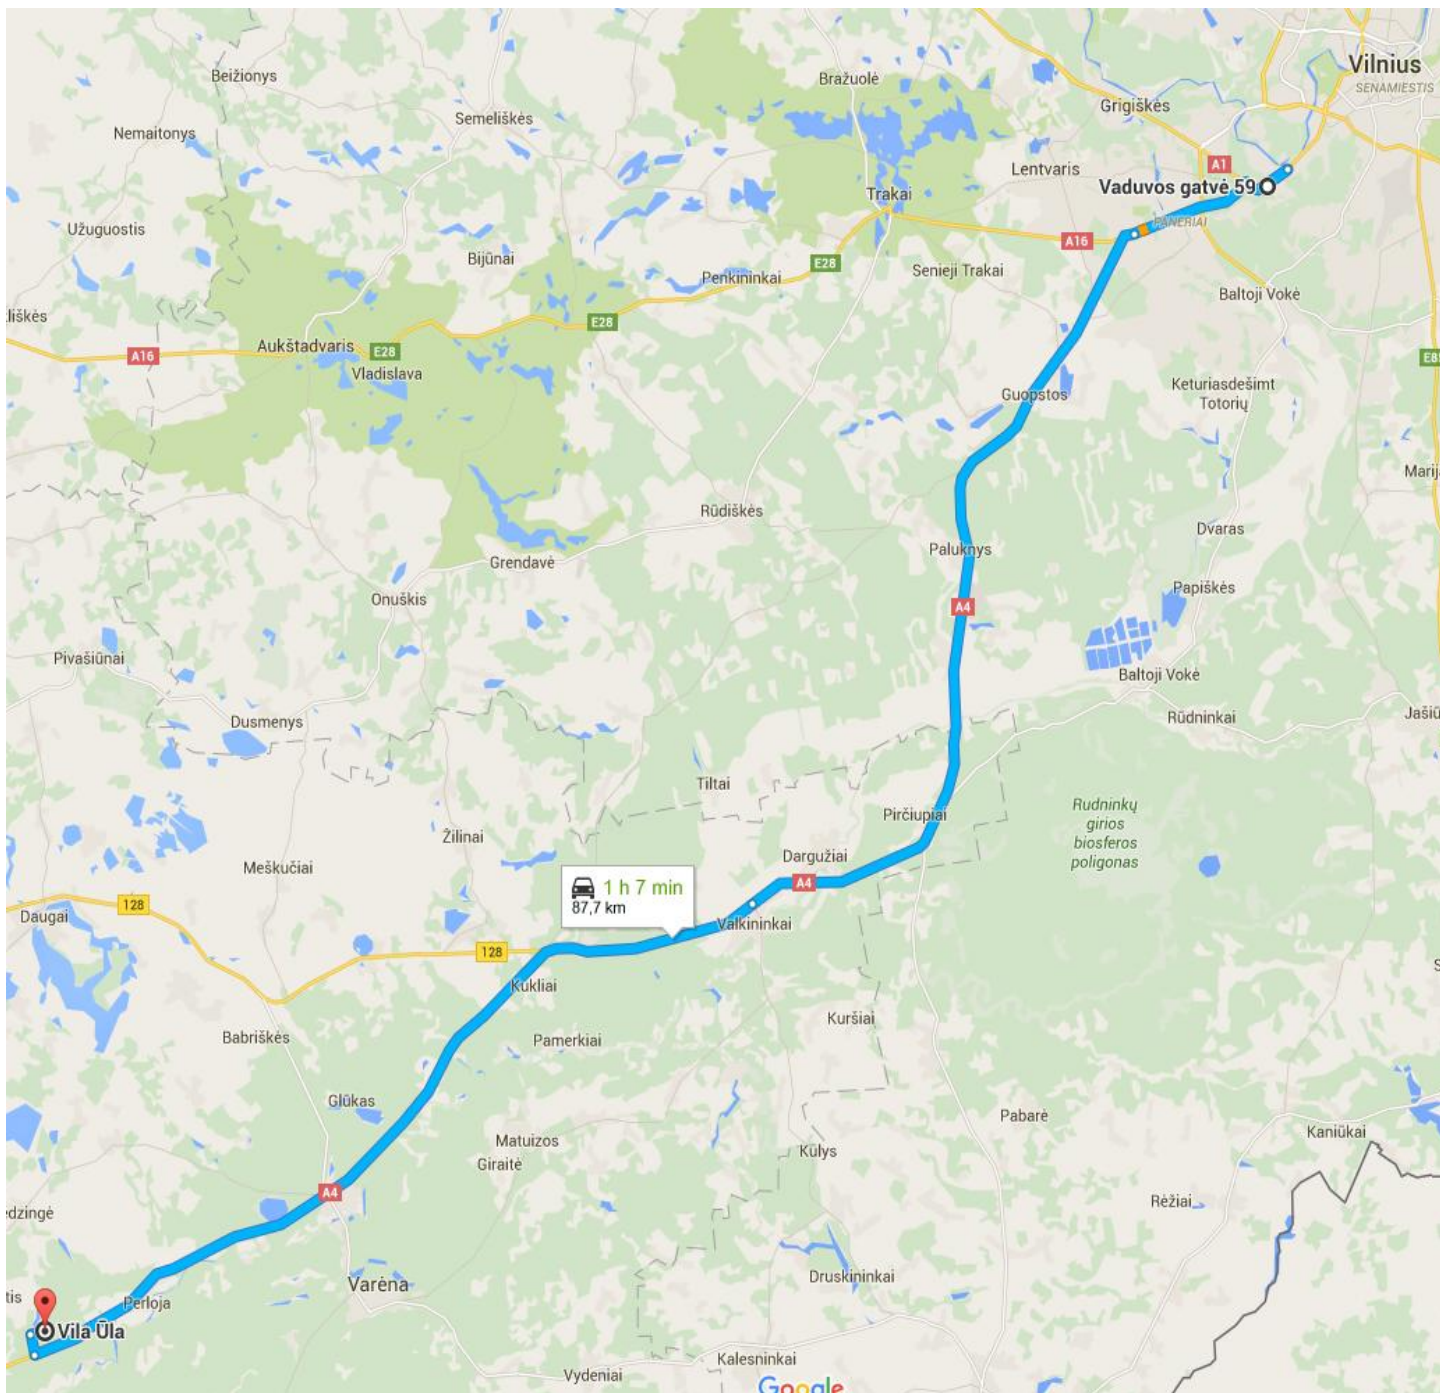 Vilnius
SENAMIESTIS
Beižionys
Bražuolė
Grigiškės
Semeliškės
Nemaitonys
Lentvaris
A1
Vaduvos gatvė 59
Trakai
PANERIAI
Užuguostis
A16
Bijūnai
E28
Senieji Trakai
Penkininkai
Baltoji Vokė
E28
A16
Aukštadvaris
E28
Vladislava
Guopstos
Keturiasdešimt
Totorių
Rūdiškės
Dvaras
Paluknys
Grendavė
Papiškės
Onuškis
A4
Pivašiūnai
Baltoji Vokė
Dusmenys
Rūdninkai
Tiltai
Pirčiupiai
Rudninkų
girios
biosferos
poligonas
Žilinai
Dargužiai
Meškučiai
A4
1 h 7 min
87,7 km
128
Daugai
Valkininkai
128
Kukliai
Kuršiai
Babriškės
Pamerkiai
Glūkas
Pabarė
Kaniūkai
Matuizos
Giraitė
Kūlys
A4
Rėžiai
Druskininkai
Varėna
Perloja
Vila Ūla
Kalesninkai
Vydeniai
Google